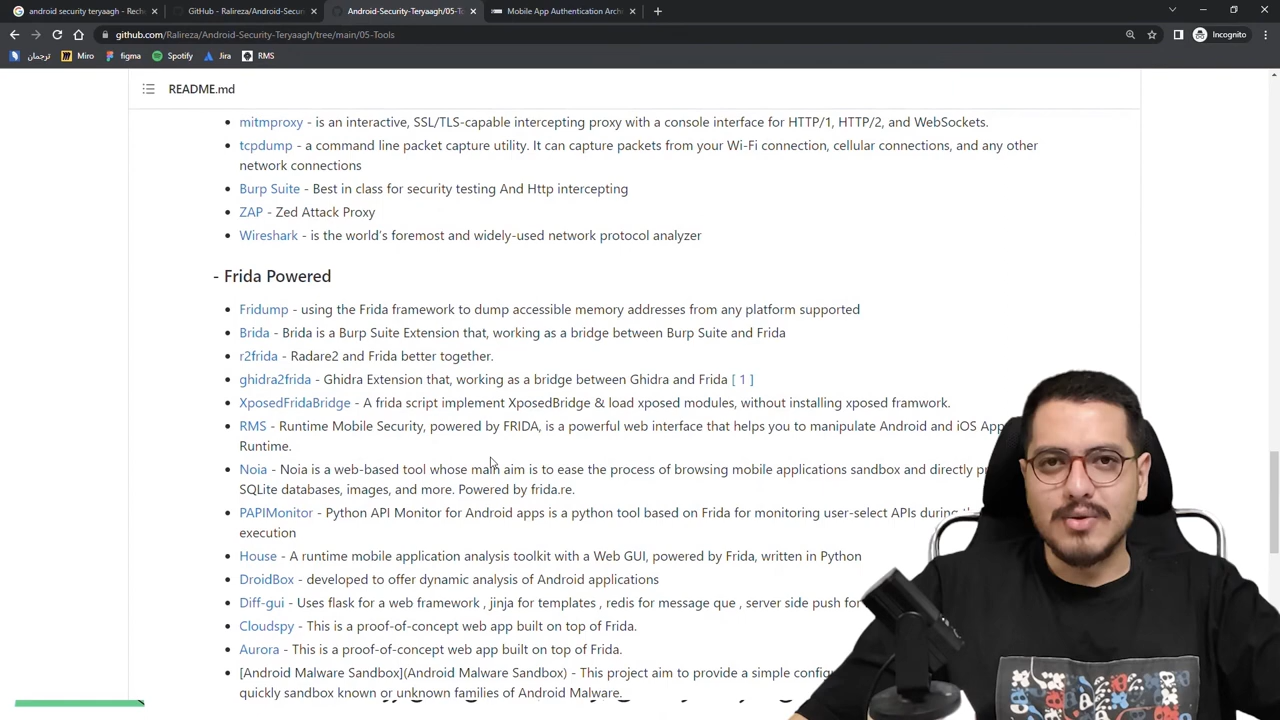 android security teryaagh - Reche
GitHub - Ralireza/Android-Securi
Android-Security-Teryaagh/05-To
Mobile App Authentication Arch
github.com/Ralireza/Android-Security-Teryaagh/tree/main/05-Tools
Incognito
ترجمان
Miro
figma
Spotify
Jira
RMS
README.md
mitmproxy - is an interactive, SSL/TLS-capable intercepting proxy with a console interface for HTTP/1, HTTP/2, and WebSockets.
tcpdump - a command line packet capture utility. It can capture packets from your Wi-Fi connection, cellular connections, and any other
network connections
Burp Suite - Best in class for security testing And Http intercepting
ZAP - Zed Attack Proxy
Wireshark - is the world's foremost and widely-used network protocol analyzer
- Frida Powered
Fridump - using the Frida framework to dump accessible memory addresses from any platform supported
Brida - Brida is a Burp Suite Extension that, working as a bridge between Burp Suite and Frida
r2frida - Radare2 and Frida better together.
ghidra2frida - Ghidra Extension that, working as a bridge between Ghidra and Frida [ 1 ]
XposedFridaBridge - A frida script implement XposedBridge & load xposed modules, without installing xposed framwork.
RMS - Runtime Mobile Security, powered by FRIDA, is a powerful web interface that helps you to manipulate Android and iOS App
Runtime.
Noia - Noia is a web-based tool whose main aim is to ease the process of browsing mobile applications sandbox and directly
SQLite databases, images, and more. Powered by frida.re.
PAPIMonitor - Python API Monitor for Android apps is a python tool based on Frida for monitoring user-select APIs during
execution
House - A runtime mobile application analysis toolkit with a Web GUI, powered by Frida, written in Python
DroidBox - developed to offer dynamic analysis of Android applications
Diff-gui - Uses flask for a web framework , jinja for templates , redis for message que , server side push for
Cloudspy - This is a proof-of-concept web app built on top of Frida.
Aurora - This is a proof-of-concept web app built on top of Frida.
[Android Malware Sandbox](Android Malware Sandbox) - This project aim to provide a simple
quickly sandbox known or unknown families of Android Malware.